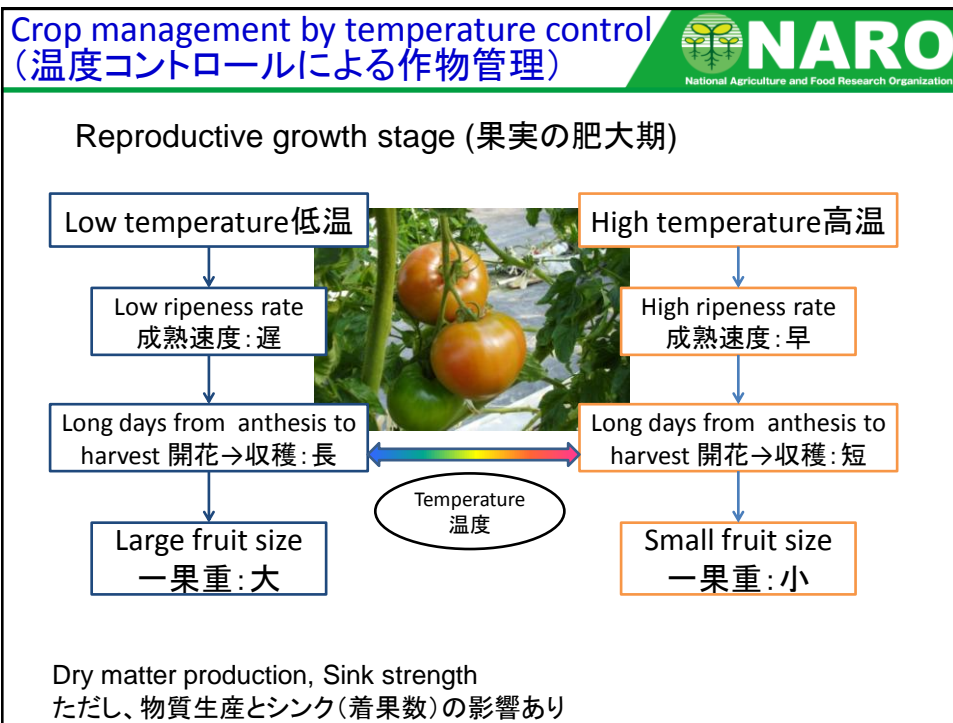 Crop management by temperature control
（温度コントロールによる作物管理）
NARO
National Agriculture and Food Research Organization
Reproductive growth stage (果実の肥大期)
Low temperature低温
Low ripeness rate
成熟速度：遅
Long days from anthesis to
harvest 開花→収穫：長
Large fruit size
一果重：大
High temperature高温
High ripeness rate
成熟速度：早
Long days from anthesis to
harvest 開花→収穫：短
Small fruit size
一果重：小
Temperature
温度
Dry matter production, Sink strength
ただし、物質生産とシンク（着果数）の影響あり